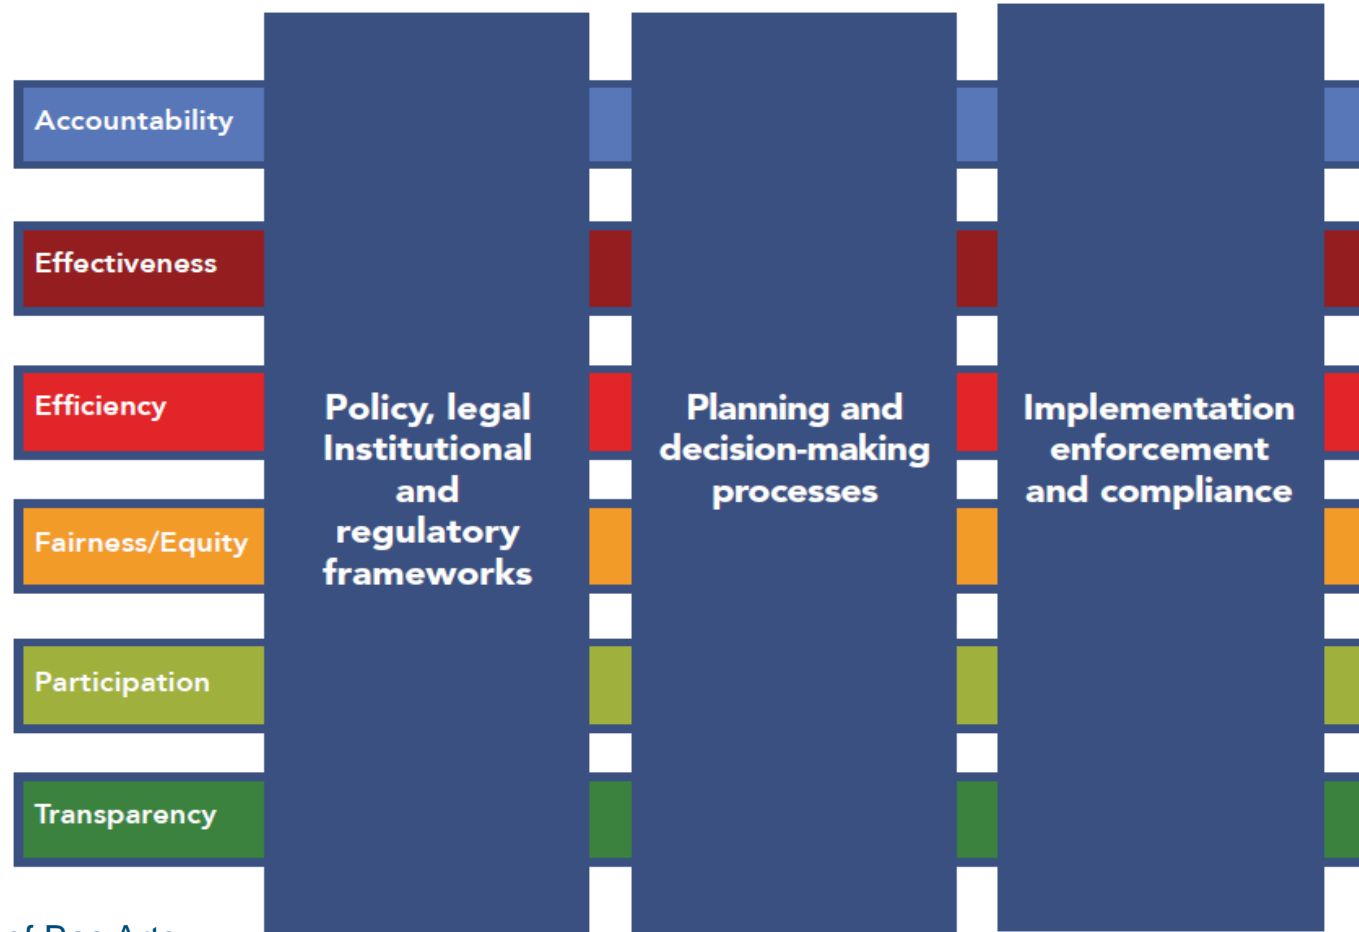 Accountability
Effectiveness
Efficiency
Fairness/Equity
Participation
Transparency
Policy, legal
Institutional
and
regulatory
frameworks
Planning and
decision-making
processes
Implementation
enforcement
and compliance